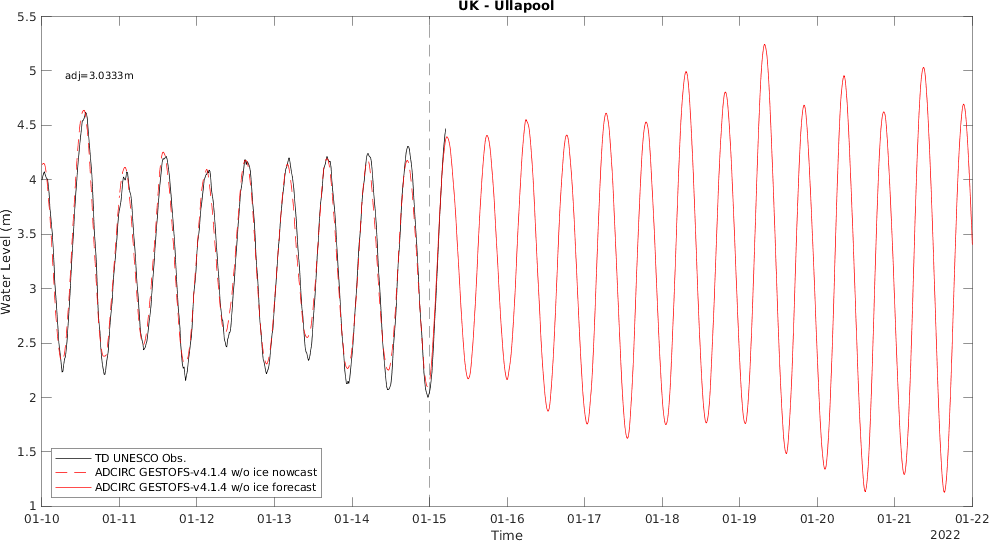 UK - Ullapool
5.5
5
4.5
4
3.5
3
2.5
2
1.5
1
Water Level (m)
adj=3.0333m
TD UNESCO Obs.
ADCIRC GESTOFS-v4.1.4 w/o ice nowcast
ADCIRC GESTOFS-v4.1.4 w/o ice forecast
01-10 01-11 01-12 01-13 01-14 01-15 01-16 01-17 01-18 01-19 01-20 01-21 01-22
Time
2022